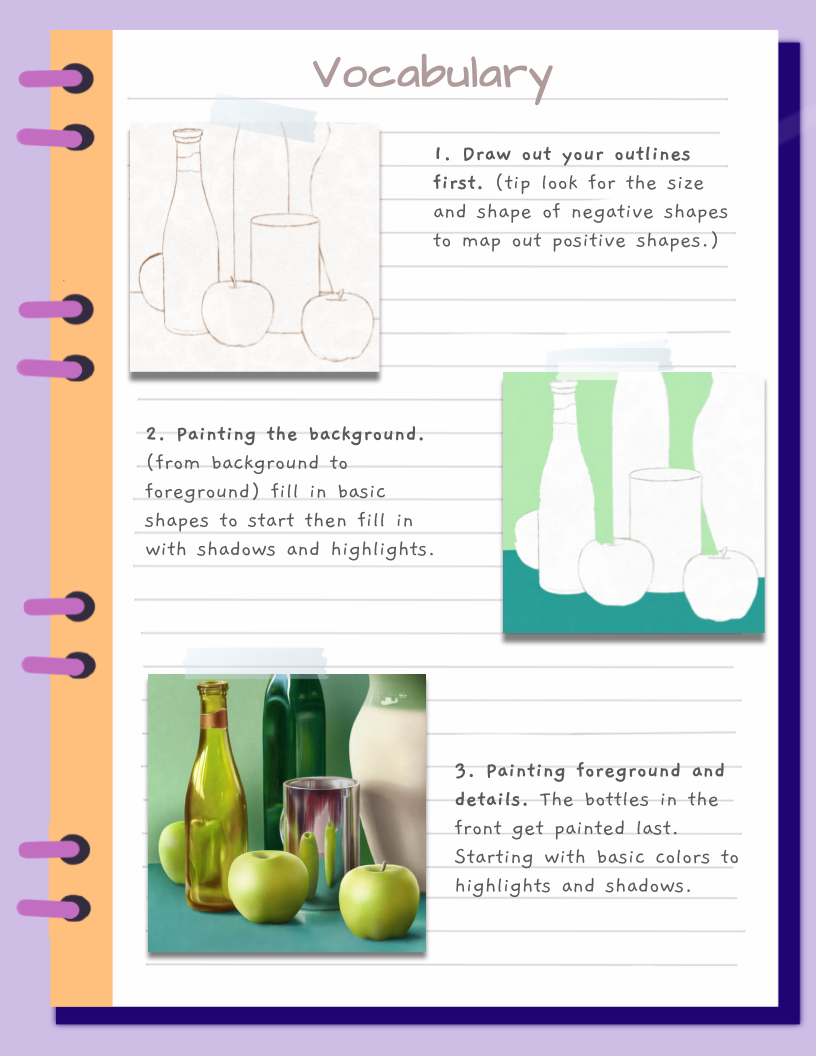 Vocabulary
1. Draw out your outlines
first. (tip look for the size
and shape of negative shapes
to map out positive shapes.)
2. Painting the background.
(from background to
foreground) fill in basic
shapes to start then fill in
with shadows and highlights.
3. Painting foreground and
details. The bottles in the
front get painted last.
Starting with basic colors to
highlights and shadows.